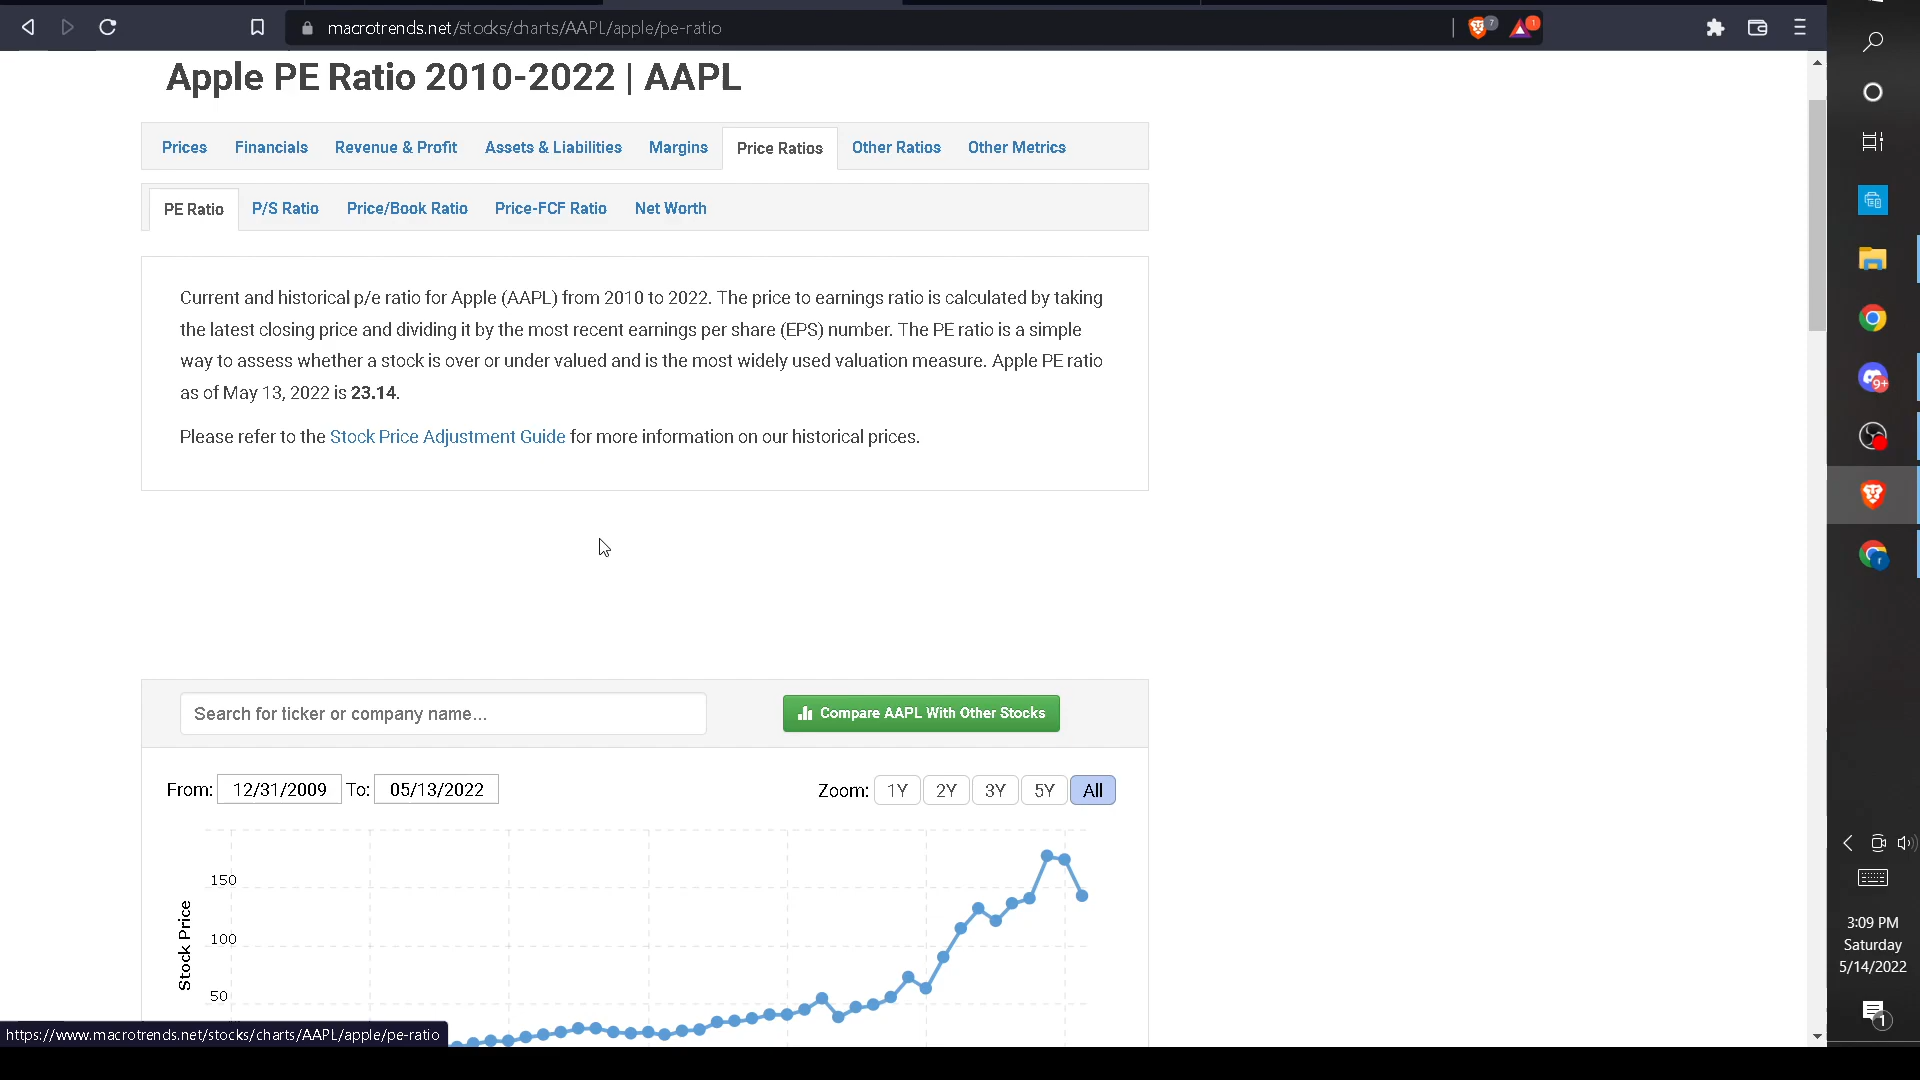 macrotrends.net/stocks/charts/AAPL/apple/pe-ratio
7
1
Apple PE Ratio 2010-2022 | AAPL
Prices Financials Revenue & Profit Assets & Liabilities Margins Price Ratios Other Ratios Other Metrics
PE Ratio P/S Ratio Price/Book Ratio Price-FCF Ratio Net Worth
Current and historical p/e ratio for Apple (AAPL) from 2010 to 2022. The price to earnings ratio is calculated by taking
the latest closing price and dividing it by the most recent earnings per share (EPS) number. The PE ratio is a simple
way to assess whether a stock is over or under valued and is the most widely used valuation measure. Apple PE ratio
as of May 13, 2022 is 23.14.
Please refer to the Stock Price Adjustment Guide for more information on our historical prices.
Search for ticker or company name...
Compare AAPL With Other Stocks
From: 12/31/2009 To: 05/13/2022 Zoom: 1Y 2Y 3Y 5Y All
150
100
50
Stock Price
https://www.macrotrends.net/stocks/charts/AAPL/apple/pe-ratio
9+
r
3:09 PM
Saturday
5/14/2022
1